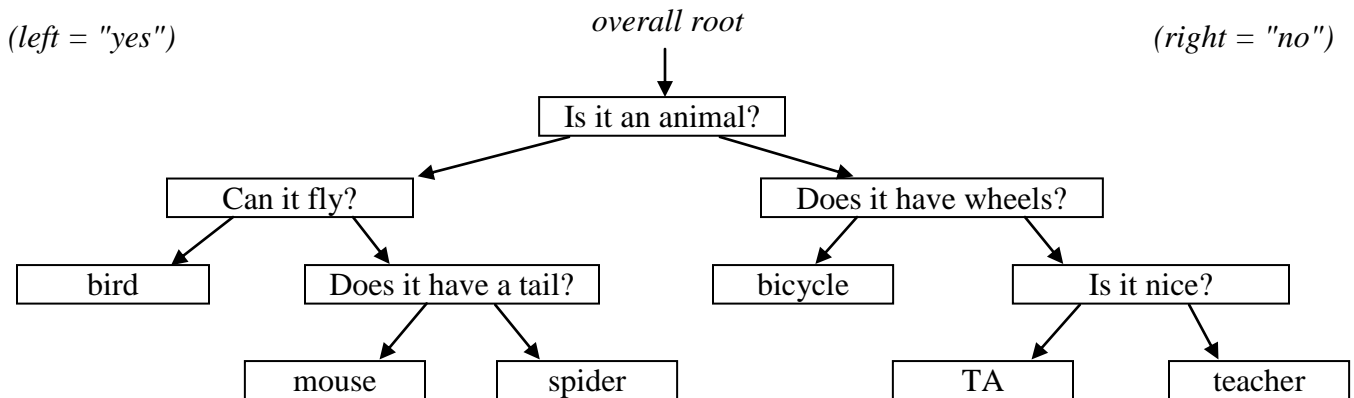 overall root
(left = "yes")
(right = "no")
Is it an animal?
Can it fly?
Does it have wheels?
bird
Does it have a tail?
bicycle
Is it nice?
mouse
spider
TA
teacher